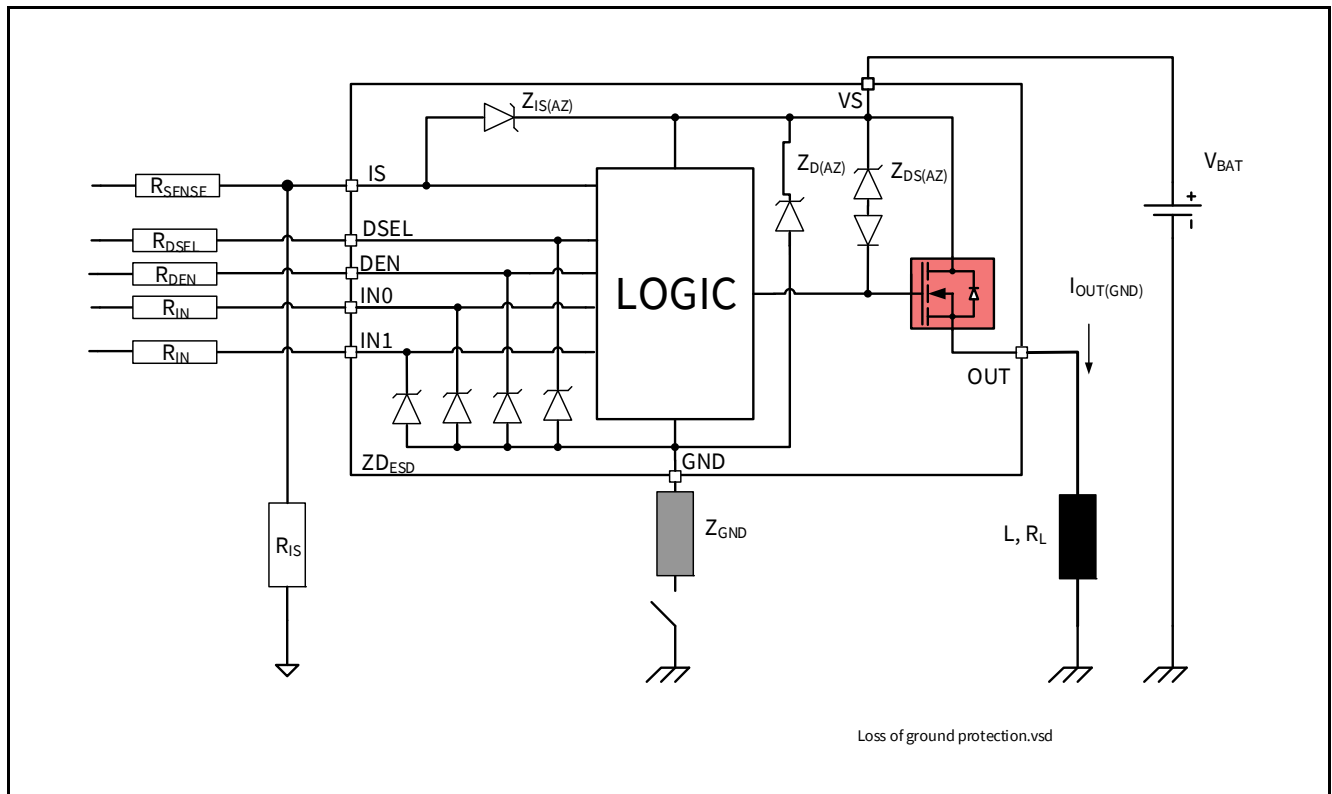 VS
Z_IS(AZ)
Z_D(AZ)
Z_DS(AZ)
V_BAT
+
-
R_SENSE
IS
R_DSEL
DSEL
R_DEN
DEN
R_IN
IN0
R_IN
IN1
LOGIC
I_OUT(GND)
OUT
ZD_ESD
GND
Z_GND
R_IS
L, R_L
Loss of ground protection.vsd